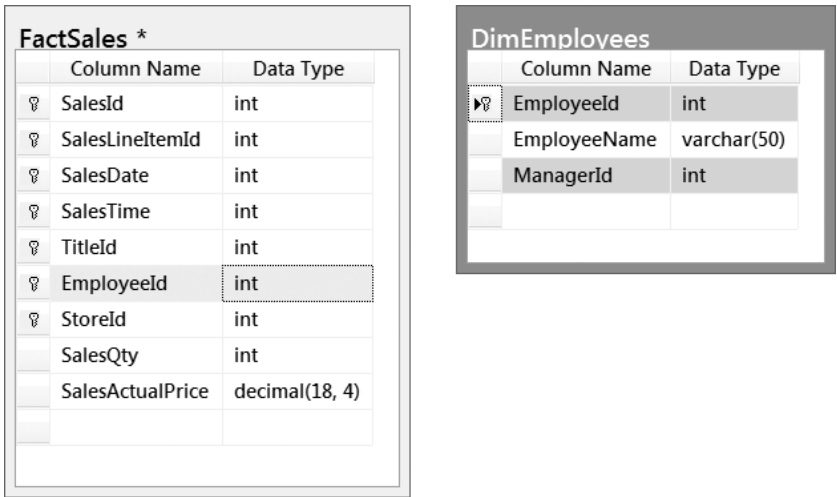 FactSales *
Column Name Data Type
SalesId int
SalesLineItemId int
SalesDate int
SalesTime int
TitleId int
EmployeeId int
StoreId int
SalesQty int
SalesActualPrice decimal(18, 4)
DimEmployees
Column Name Data Type
EmployeeId int
EmployeeName varchar(50)
ManagerId int